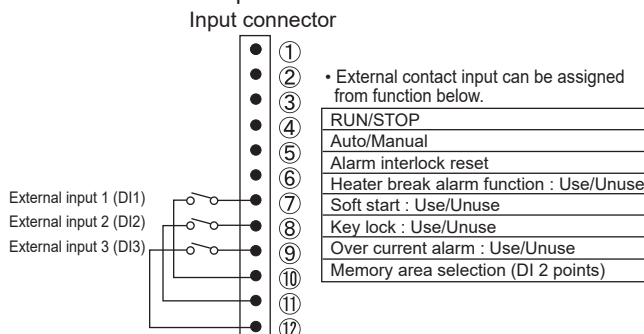 Input connector
①
②
③
④
⑤
⑥
⑦
⑧
⑨
⑩
⑪
⑫
External input 1 (DI1)
External input 2 (DI2)
External input 3 (DI3)
• External contact input can be assigned
from function below.
RUN/STOP
Auto/Manual
Alarm interlock reset
Heater break alarm function : Use/Unuse
Soft start : Use/Unuse
Key lock : Use/Unuse
Over current alarm : Use/Unuse
Memory area selection (DI 2 points)